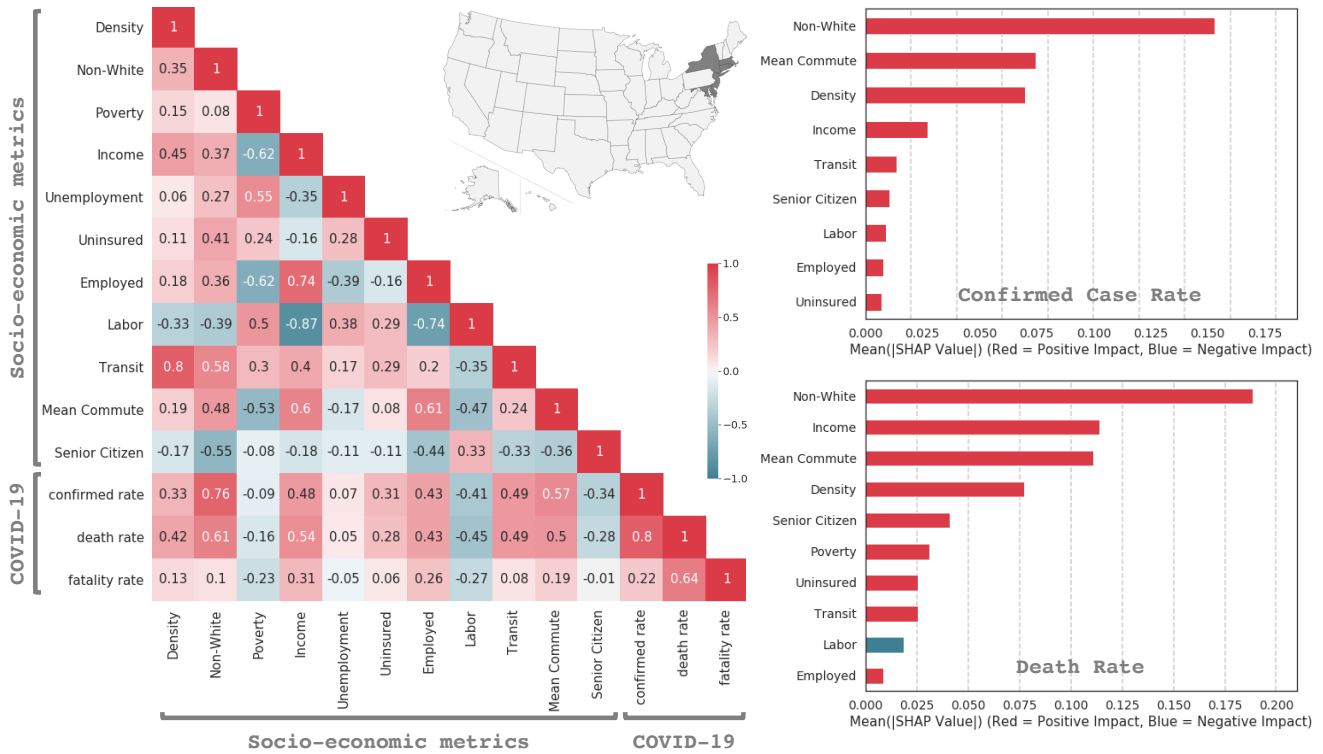 Socio-economic metrics
COVID-19
Density 1
Non-White 0.35 1
Poverty 0.15 0.08 1
Income 0.45 0.37 -0.62 1
Unemployment 0.06 0.27 0.55 -0.35 1
Uninsured 0.11 0.41 0.24 -0.16 0.28 1
Employed 0.18 0.36 -0.62 0.74 -0.39 -0.16 1
Labor -0.33 -0.39 0.5 -0.87 0.38 0.29 -0.74 1
Transit 0.8 0.58 0.3 0.4 0.17 0.29 0.2 -0.35 1
Mean Commute 0.19 0.48 -0.53 0.6 -0.17 0.08 0.61 -0.47 0.24 1
Senior Citizen -0.17 -0.55 -0.08 -0.18 -0.11 -0.11 -0.44 0.33 -0.33 -0.36 1
confirmed rate 0.33 0.76 -0.09 0.48 0.07 0.31 0.43 -0.41 0.49 0.57 -0.34 1
death rate 0.42 0.61 -0.16 0.54 0.05 0.28 0.43 -0.45 0.49 0.5 -0.28 0.8 1
fatality rate 0.13 0.1 -0.23 0.31 -0.05 0.06 0.26 -0.27 0.08 0.19 -0.01 0.22 0.64 1
Density Non-White Poverty Income Unemployment Uninsured Employed Labor Transit Mean Commute Senior Citizen confirmed rate death rate fatality rate
Socio-economic metrics COVID-19
1.0
0.5
0.0
−0.5
−1.0
Non-White
Mean Commute
Density
Income
Transit
Senior Citizen
Labor
Employed
Uninsured
Confirmed Case Rate
0.000 0.025 0.050 0.075 0.100 0.125 0.150 0.175
Mean(|SHAP Value|) (Red = Positive Impact, Blue = Negative Impact)
Non-White
Income
Mean Commute
Density
Senior Citizen
Poverty
Uninsured
Transit
Labor
Employed
Death Rate
0.000 0.025 0.050 0.075 0.100 0.125 0.150 0.175 0.200
Mean(|SHAP Value|) (Red = Positive Impact, Blue = Negative Impact)